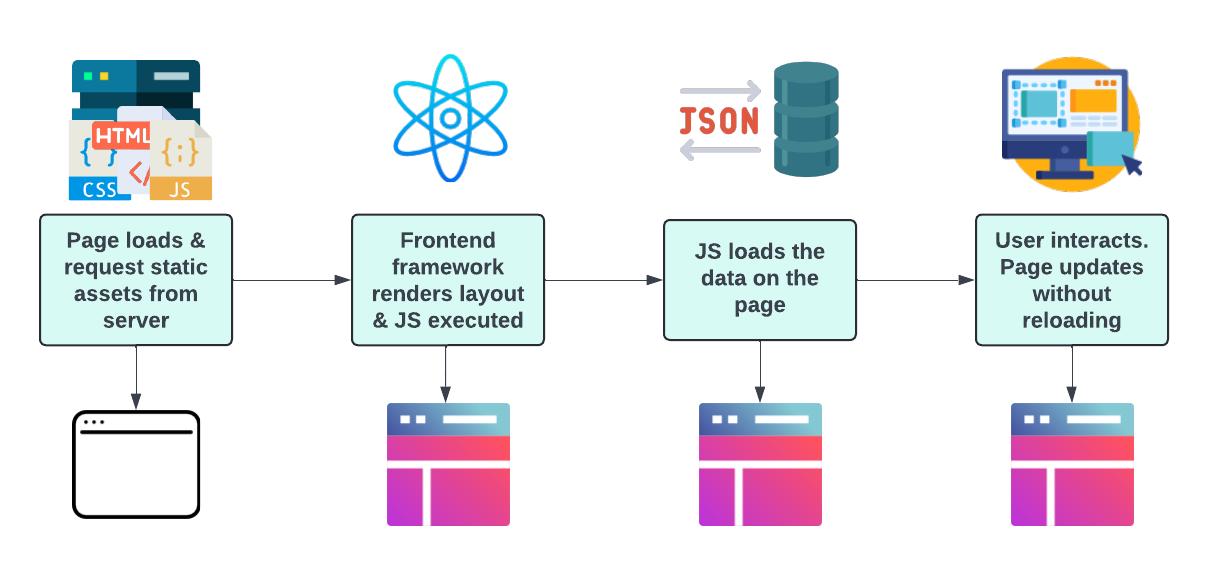 HTML
{ }
{;}
</
CSS
JS
JSON
Page loads &
request static
assets from
server
Frontend
framework
renders layout
& JS executed
JS loads the
data on the
page
User interacts.
Page updates
without
reloading